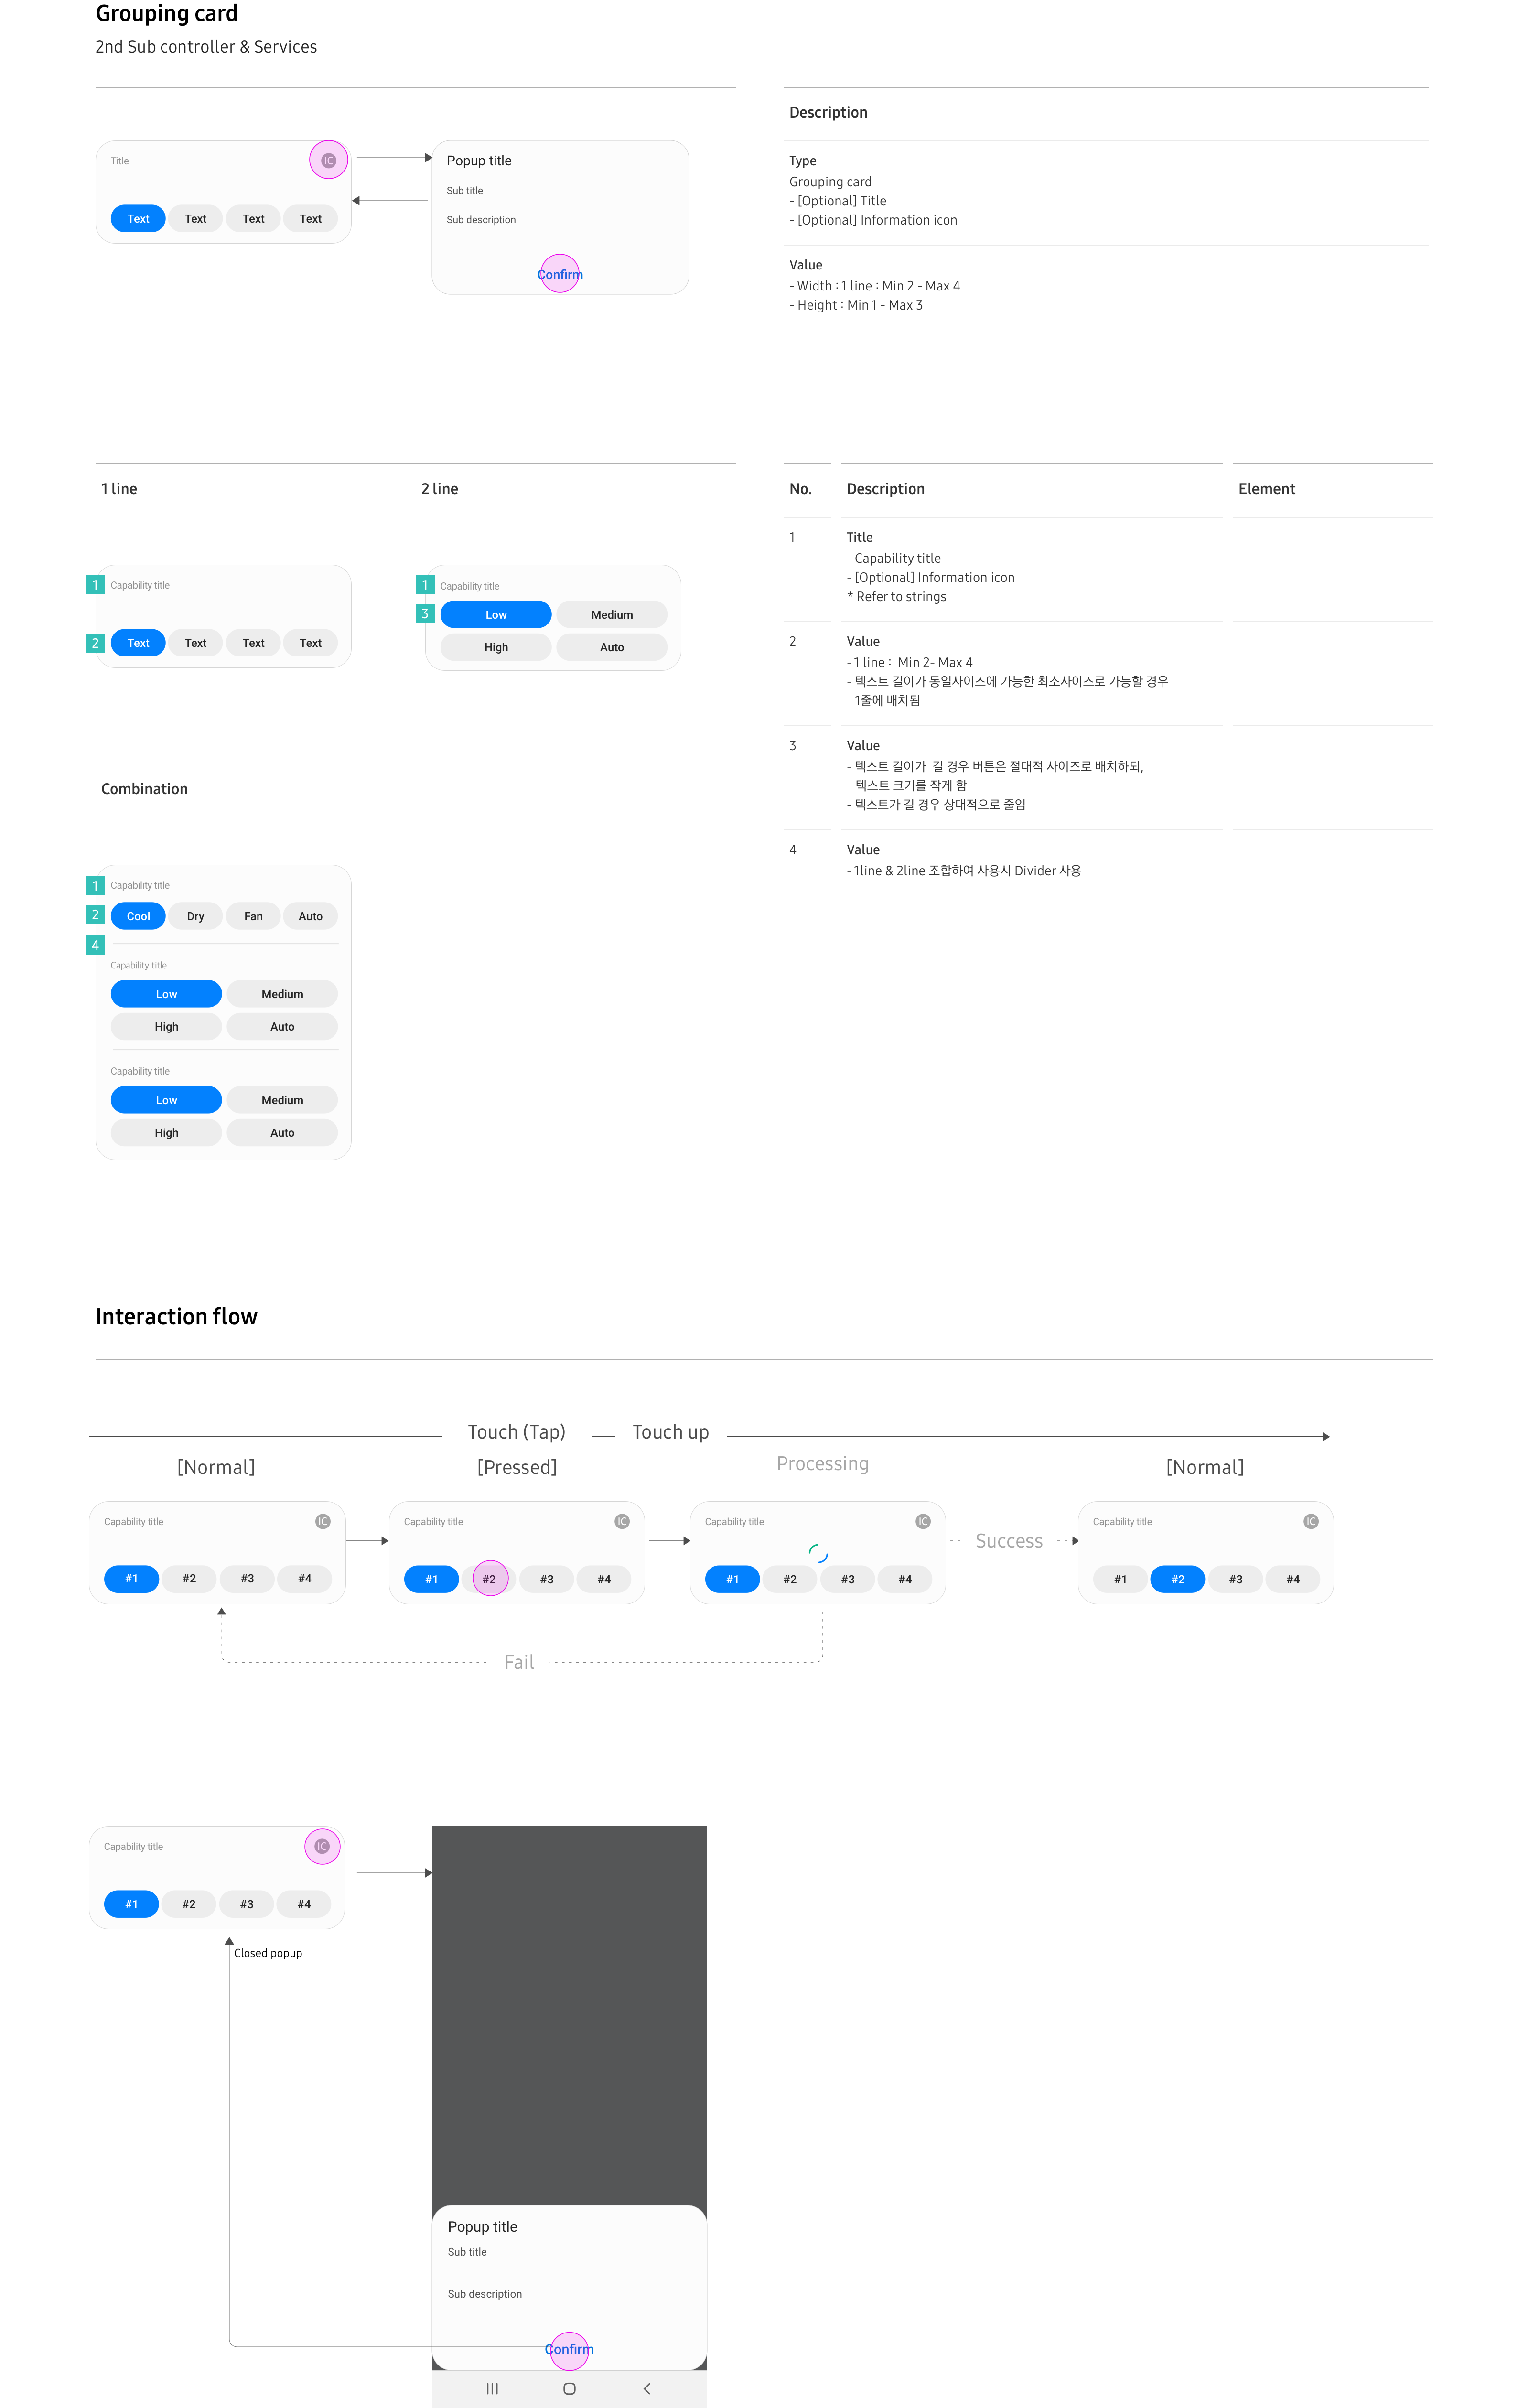 Grouping card
2nd Sub controller & Services
Title
IC
Text Text Text Text
Popup title
Sub title
Sub description
Confirm
Description
Type
Grouping card
- [Optional] Title
- [Optional] Information icon
Value
- Width : 1 line : Min 2 - Max 4
- Height : Min 1 - Max 3
1 line
2 line
1 Capability title
2 Text Text Text Text
1 Capability title
3 Low Medium
High Auto
Combination
1 Capability title
2 Cool Dry Fan Auto
4
Capability title
Low Medium
High Auto
Capability title
Low Medium
High Auto
No. Description Element
1 Title
- Capability title
- [Optional] Information icon
* Refer to strings
2 Value
- 1 line : Min 2- Max 4
- 텍스트 길이가 동일사이즈에 가능한 최소사이즈로 가능할 경우
1줄에 배치됨
3 Value
- 텍스트 길이가 길 경우 버튼은 절대적 사이즈로 배치하되,
텍스트 크기를 작게 함
- 텍스트가 길 경우 상대적으로 줄임
4 Value
- 1line & 2line 조합하여 사용시 Divider 사용
Interaction flow
Touch (Tap) Touch up
[Normal] [Pressed] Processing [Normal]
Capability title IC
#1 #2 #3 #4
Capability title IC
#1 #2 #3 #4
Capability title IC
#1 #2 #3 #4
Success
Capability title IC
#1 #2 #3 #4
Fail
Capability title IC
#1 #2 #3 #4
Closed popup
Popup title
Sub title
Sub description
Confirm